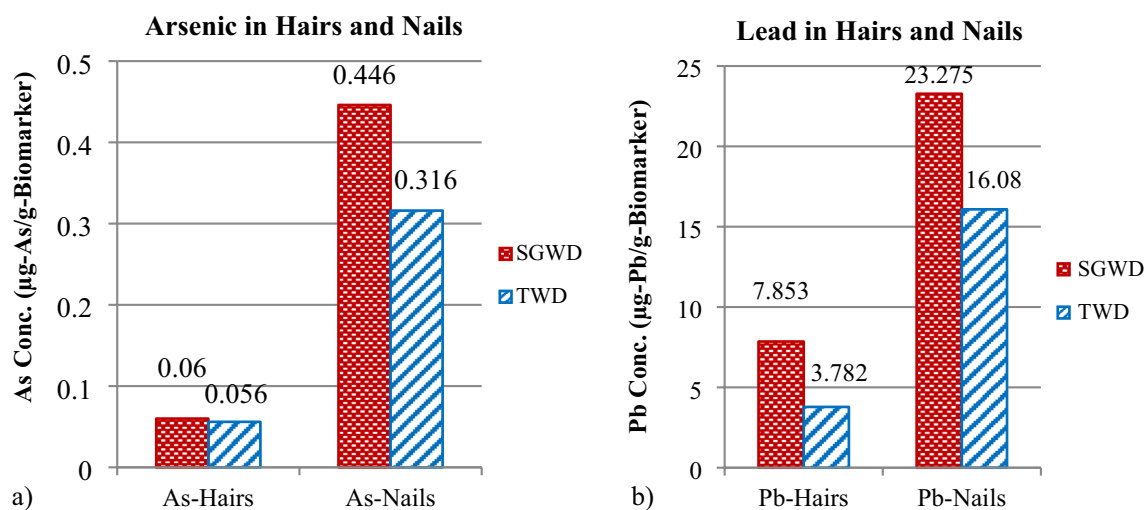 Arsenic in Hairs and Nails
As Conc. (µg-As/g-Biomarker)
0.5
0.4
0.3
0.2
0.1
0
0.06
0.056
0.446
0.316
As-Hairs
As-Nails
SGWD
TWD
a)
Lead in Hairs and Nails
Pb Conc. (µg-Pb/g-Biomarker)
25
20
15
10
5
0
7.853
3.782
23.275
16.08
Pb-Hairs
Pb-Nails
SGWD
TWD
b)